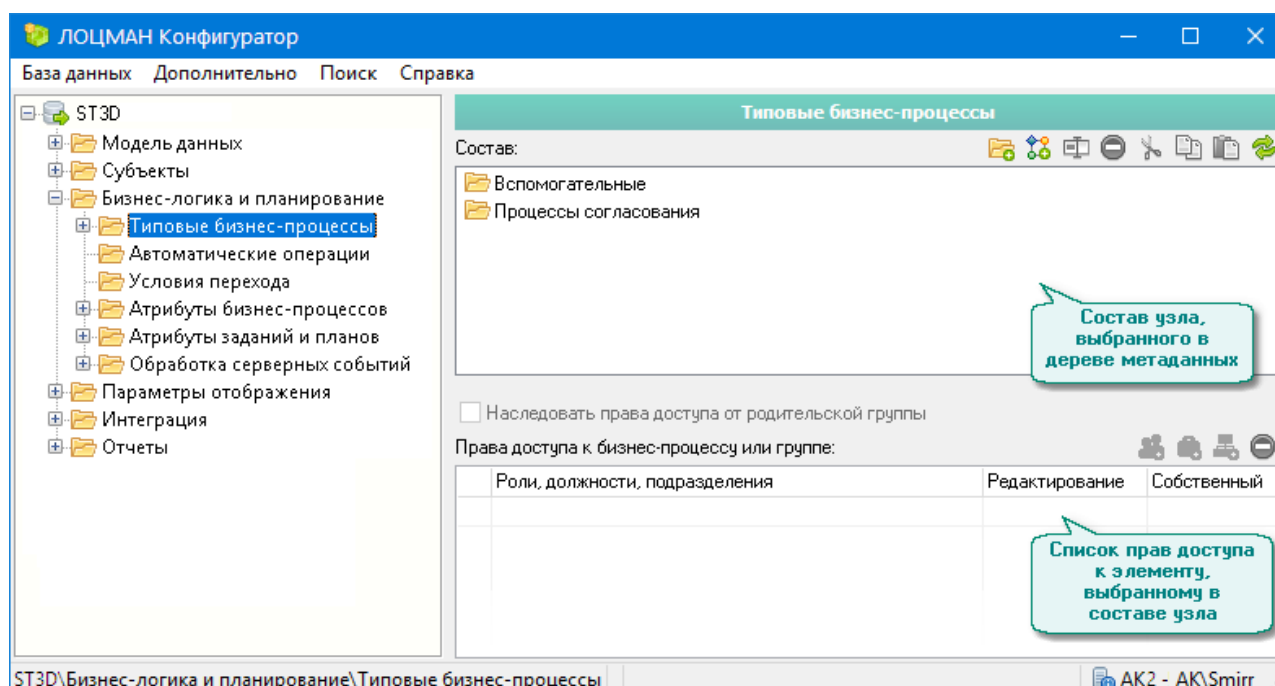 ЛОЦМАН Конфигуратор
База данных Дополнительно Поиск Справка
ST3D
Модель данных
Субъекты
Бизнес-логика и планирование
Типовые бизнес-процессы
Автоматические операции
Условия перехода
Атрибуты бизнес-процессов
Атрибуты заданий и планов
Обработка серверных событий
Параметры отображения
Интеграция
Отчеты
Типовые бизнес-процессы
Состав:
Вспомогательные
Процессы согласования
Состав узла,
выбранного в
дереве метаданных
Наследовать права доступа от родительской группы
Права доступа к бизнес-процессу или группе:
Роли, должности, подразделения Редактирование Собственный
Список прав доступа
к элементу,
выбранному в
составе узла
ST3D\Бизнес-логика и планирование\Типовые бизнес-процессы
AK2 - AK\Smirr